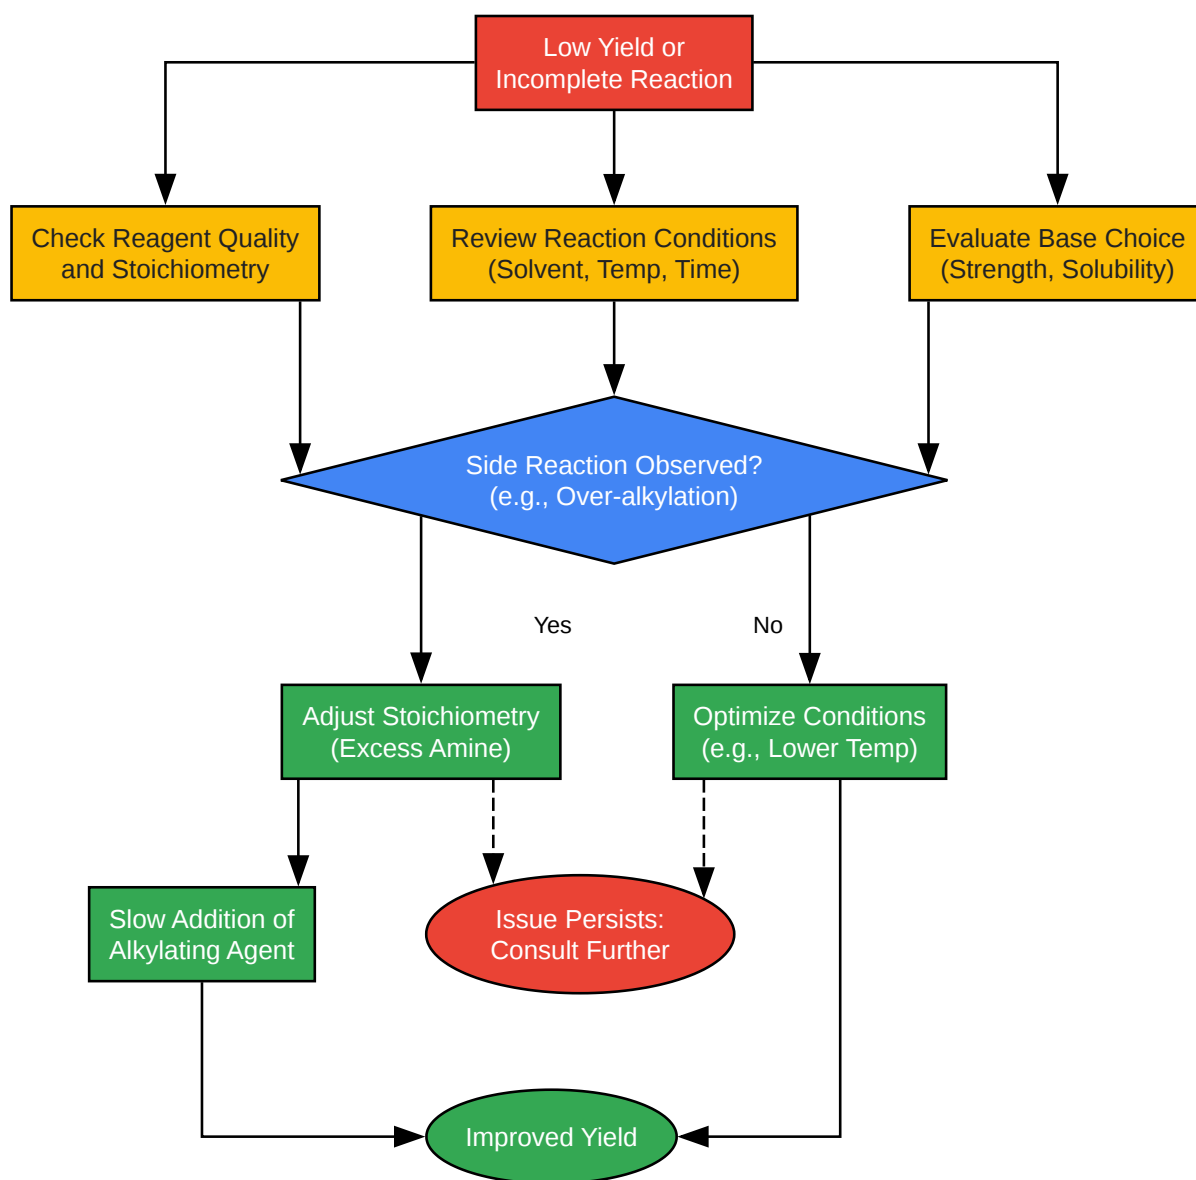 Low Yield or
Incomplete Reaction
Check Reagent Quality
and Stoichiometry
Review Reaction Conditions
(Solvent, Temp, Time)
Evaluate Base Choice
(Strength, Solubility)
Side Reaction Observed?
(e.g., Over-alkylation)
Yes
No
Adjust Stoichiometry
(Excess Amine)
Optimize Conditions
(e.g., Lower Temp)
Slow Addition of
Alkylating Agent
Issue Persists:
Consult Further
Improved Yield